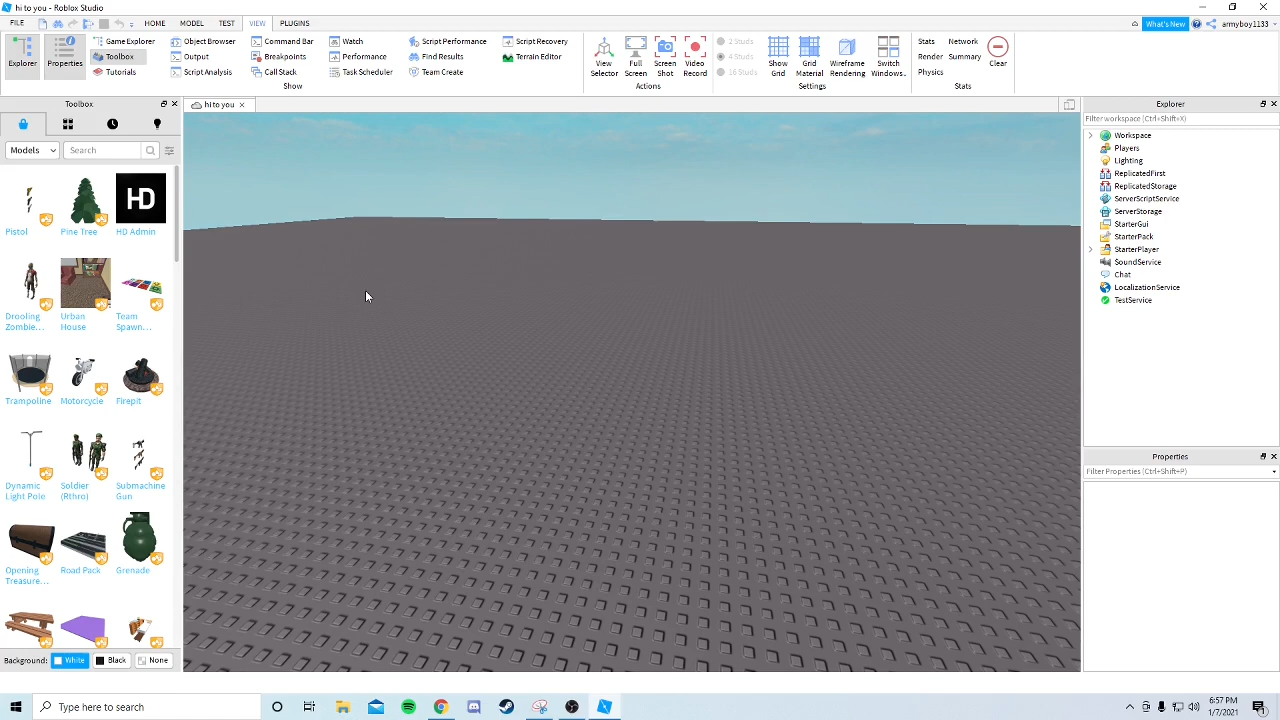 hi to you - Roblox Studio
FILE HOME MODEL TEST VIEW PLUGINS What's New armyboy1133
Explorer Properties Game Explorer Toolbox Tutorials Object Browser Output Script Analysis Command Bar Breakpoints Call Stack Watch Performance Task Scheduler Script Performance Find Results Team Create Script Recovery Terrain Editor
Show
View Selector Full Screen Screen Shot Video Record
Actions
2 Studs 4 Studs 16 Studs Show Grid Grid Material Wireframe Rendering Switch Windows..
Settings
Stats Network Render Summary Physics Clear
Stats
Toolbox
hi to you
Models Search
Pistol Pine Tree HD Admin
HD
Drooling Zombie... Urban House Team Spawn...
Trampoline Motorcycle Firepit
Dynamic Light Pole Soldier (Rthro) Submachine Gun
Opening Treasure... Road Pack Grenade
Background: White Black None
Explorer
Filter workspace (Ctrl+Shift+X)
Workspace
Players
Lighting
ReplicatedFirst
ReplicatedStorage
ServerScriptService
ServerStorage
StarterGui
StarterPack
StarterPlayer
SoundService
Chat
LocalizationService
TestService
Properties
Filter Properties (Ctrl+Shift+P)
Type here to search
6:57 PM
1/7/2021